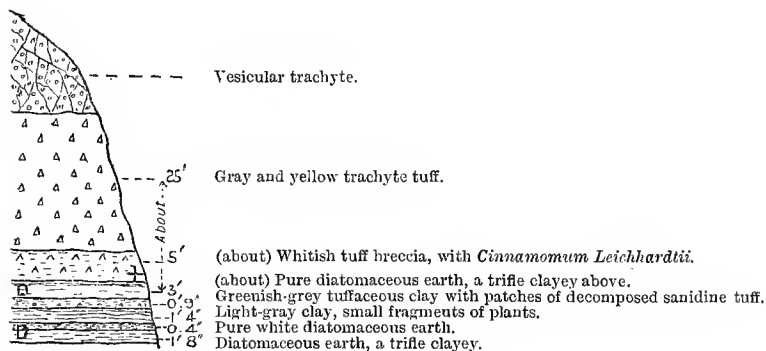 Vesicular trachyte.
25' Gray and yellow trachyte tuff.
About
5' (about) Whitish tuff breccia, with Cinnamomum Leichhardtii.
3' (about) Pure diatomaceous earth, a trifle clayey above.
0' 9" Greenish-grey tuffaceous clay with patches of decomposed sanidine tuff.
1' 4" Light-gray clay, small fragments of plants.
0' 4" Pure white diatomaceous earth.
1' 8" Diatomaceous earth, a trifle clayey.